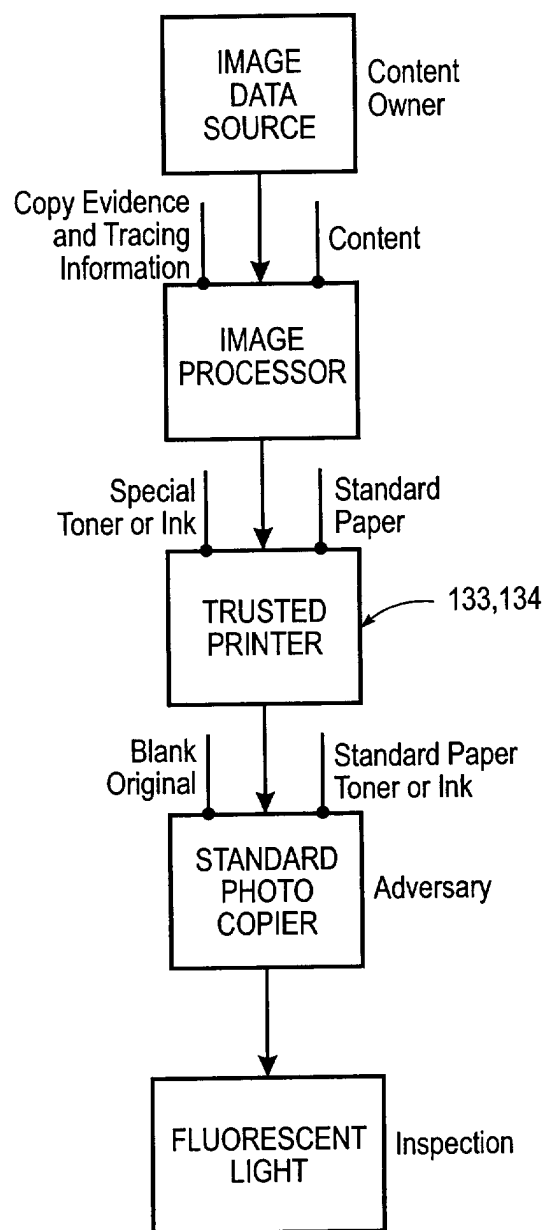 IMAGE
DATA
SOURCE
Content
Owner
Copy Evidence
and Tracing
Information
Content
IMAGE
PROCESSOR
Special
Toner or Ink
Standard
Paper
TRUSTED
PRINTER
133,134
Blank
Original
Standard Paper
Toner or Ink
STANDARD
PHOTO
COPIER
Adversary
FLUORESCENT
LIGHT
Inspection